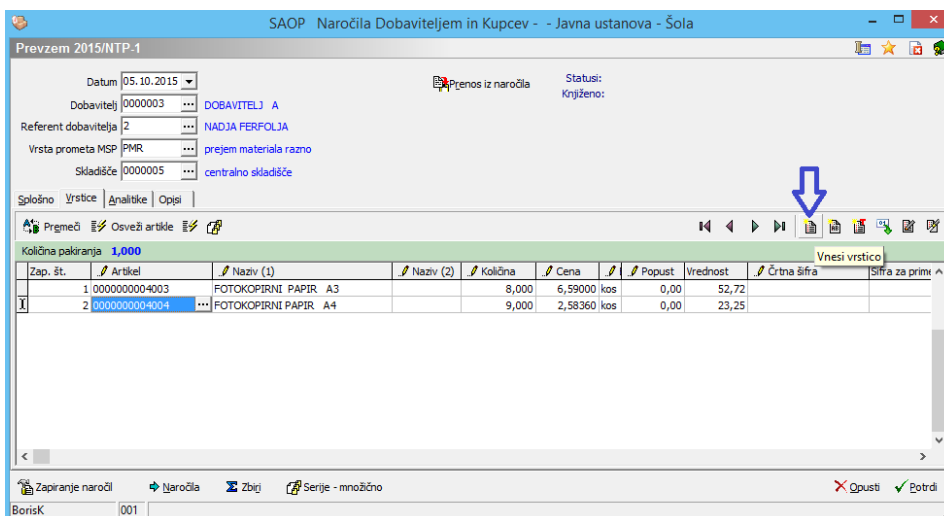 SAOP Naročila Dobaviteljem in Kupcev - - Javna ustanova - Šola
Prevzem 2015/NTP-1
Datum 05.10.2015
Prenos iz naročila
Statusi:
Knjiženo:
Dobavitelj 0000003 ... DOBAVITELJ A
Referent dobavitelja 2 ... NADJA FERFOLJA
Vrsta prometa MSP PMR ... prejem materiala razno
Skladišče 0000005 ... centralno skladišče
Splošno Vrstice Analitike Opisi
Premeči Osveži artikle
Količina pakiranja 1,000
Vnesi vrstico
Zap. št. Artikel Naziv (1) Naziv (2) Količina Cena Popust Vrednost Črtna šifra Šifra za prime
1 0000000004003 FOTOKOPIRNI PAPIR A3 8,000 6,59000 kos 0,00 52,72
2 0000000004004 ... FOTOKOPIRNI PAPIR A4 9,000 2,58360 kos 0,00 23,25
Zapiranje naročil Naročila Zbiri Serije - množično Opusti Potrdi
BorisK 001